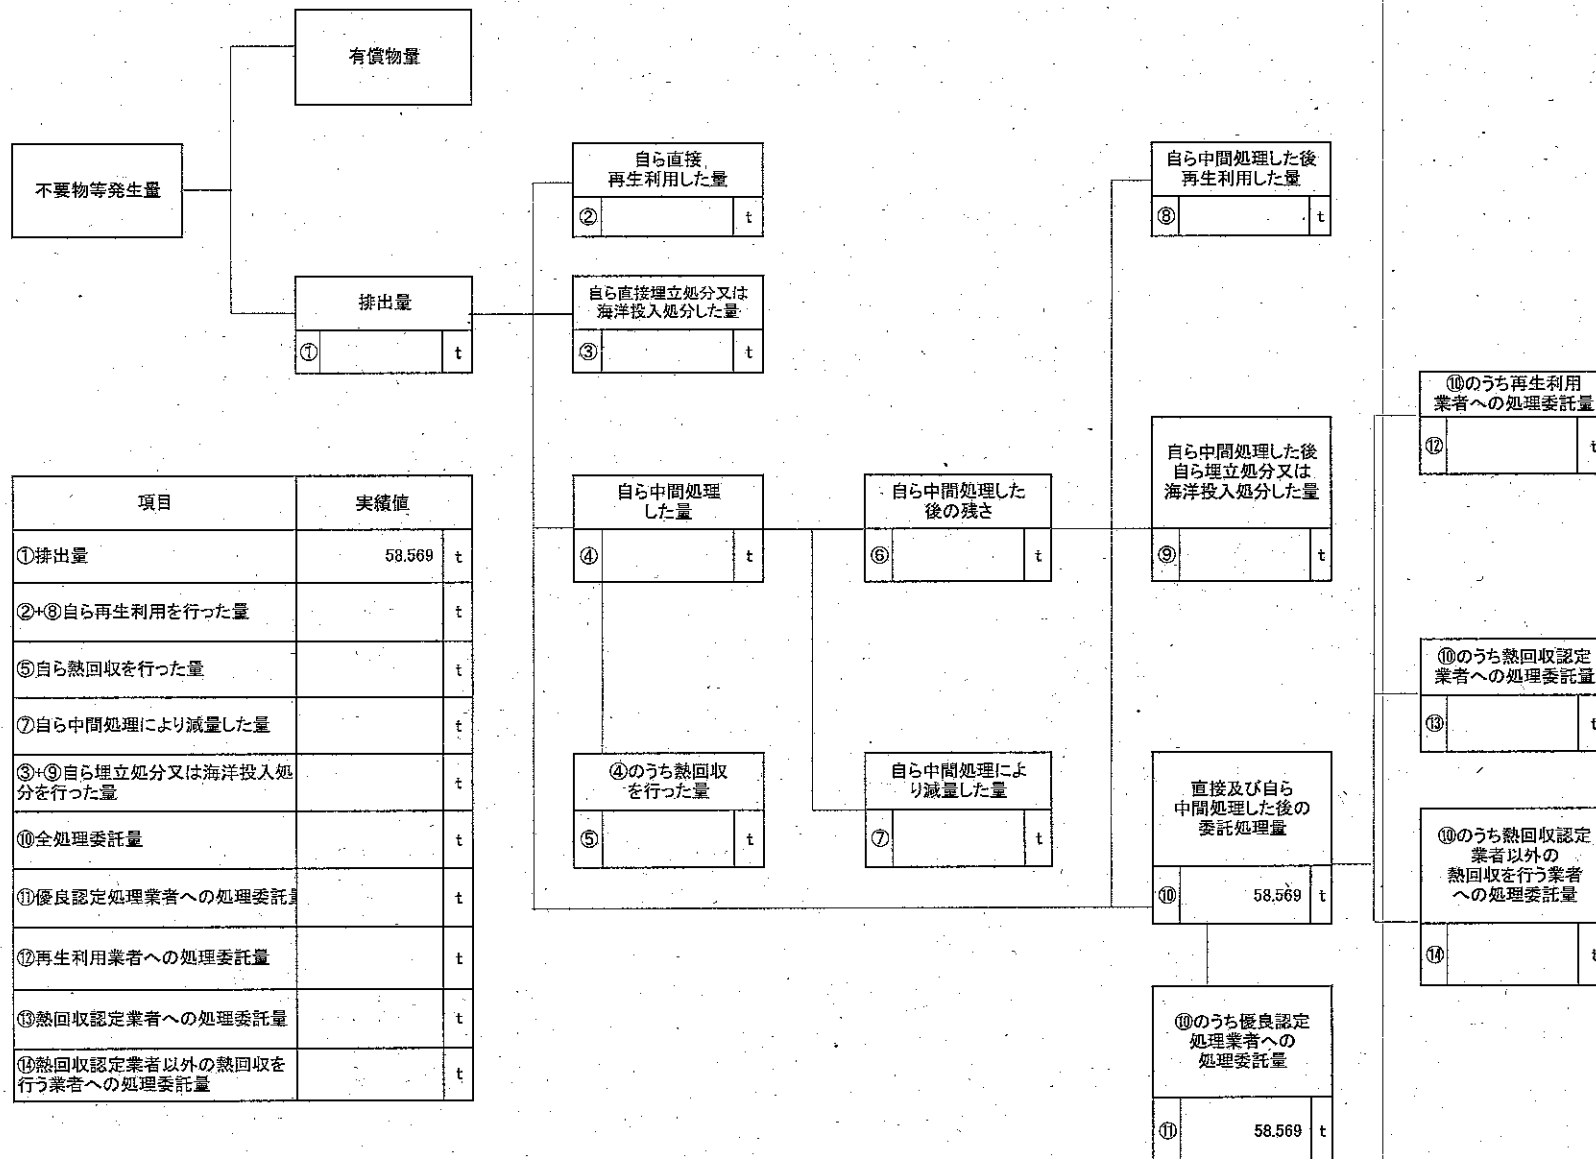 有償物量
不要物等発生量
排出量
① t
自ら直接
再生利用した量
② t
自ら直接埋立処分又は
海洋投入処分した量
③ t
自ら中間処理
した量
④ t
④のうち熱回収
を行った量
⑤ t
自ら中間処理した
後の残さ
⑥ t
自ら中間処理によ
り減量した量
⑦ t
自ら中間処理した後
再生利用した量
⑧ t
自ら中間処理した後
自ら埋立処分又は
海洋投入処分した量
⑨ t
直接及び自ら
中間処理した後の
委託処理量
⑩ 58.569 t
⑩のうち優良認定
処理業者への
処理委託量
⑪ 58.569 t
⑩のうち再生利用
業者への処理委託量
⑫ t
⑩のうち熱回収認定
業者への処理委託量
⑬ t
⑩のうち熱回収認定
業者以外の
熱回収を行う業者
への処理委託量
⑭ t
項目 実績値
①排出量 58.569 t
②+⑧自ら再生利用を行った量 t
⑤自ら熱回収を行った量 t
⑦自ら中間処理により減量した量 t
③+⑨自ら埋立処分又は海洋投入処
分を行った量 t
⑩全処理委託量 t
⑪優良認定処理業者への処理委託量 t
⑫再生利用業者への処理委託量 t
⑬熱回収認定業者への処理委託量 t
⑭熱回収認定業者以外の熱回収を
行う業者への処理委託量 t